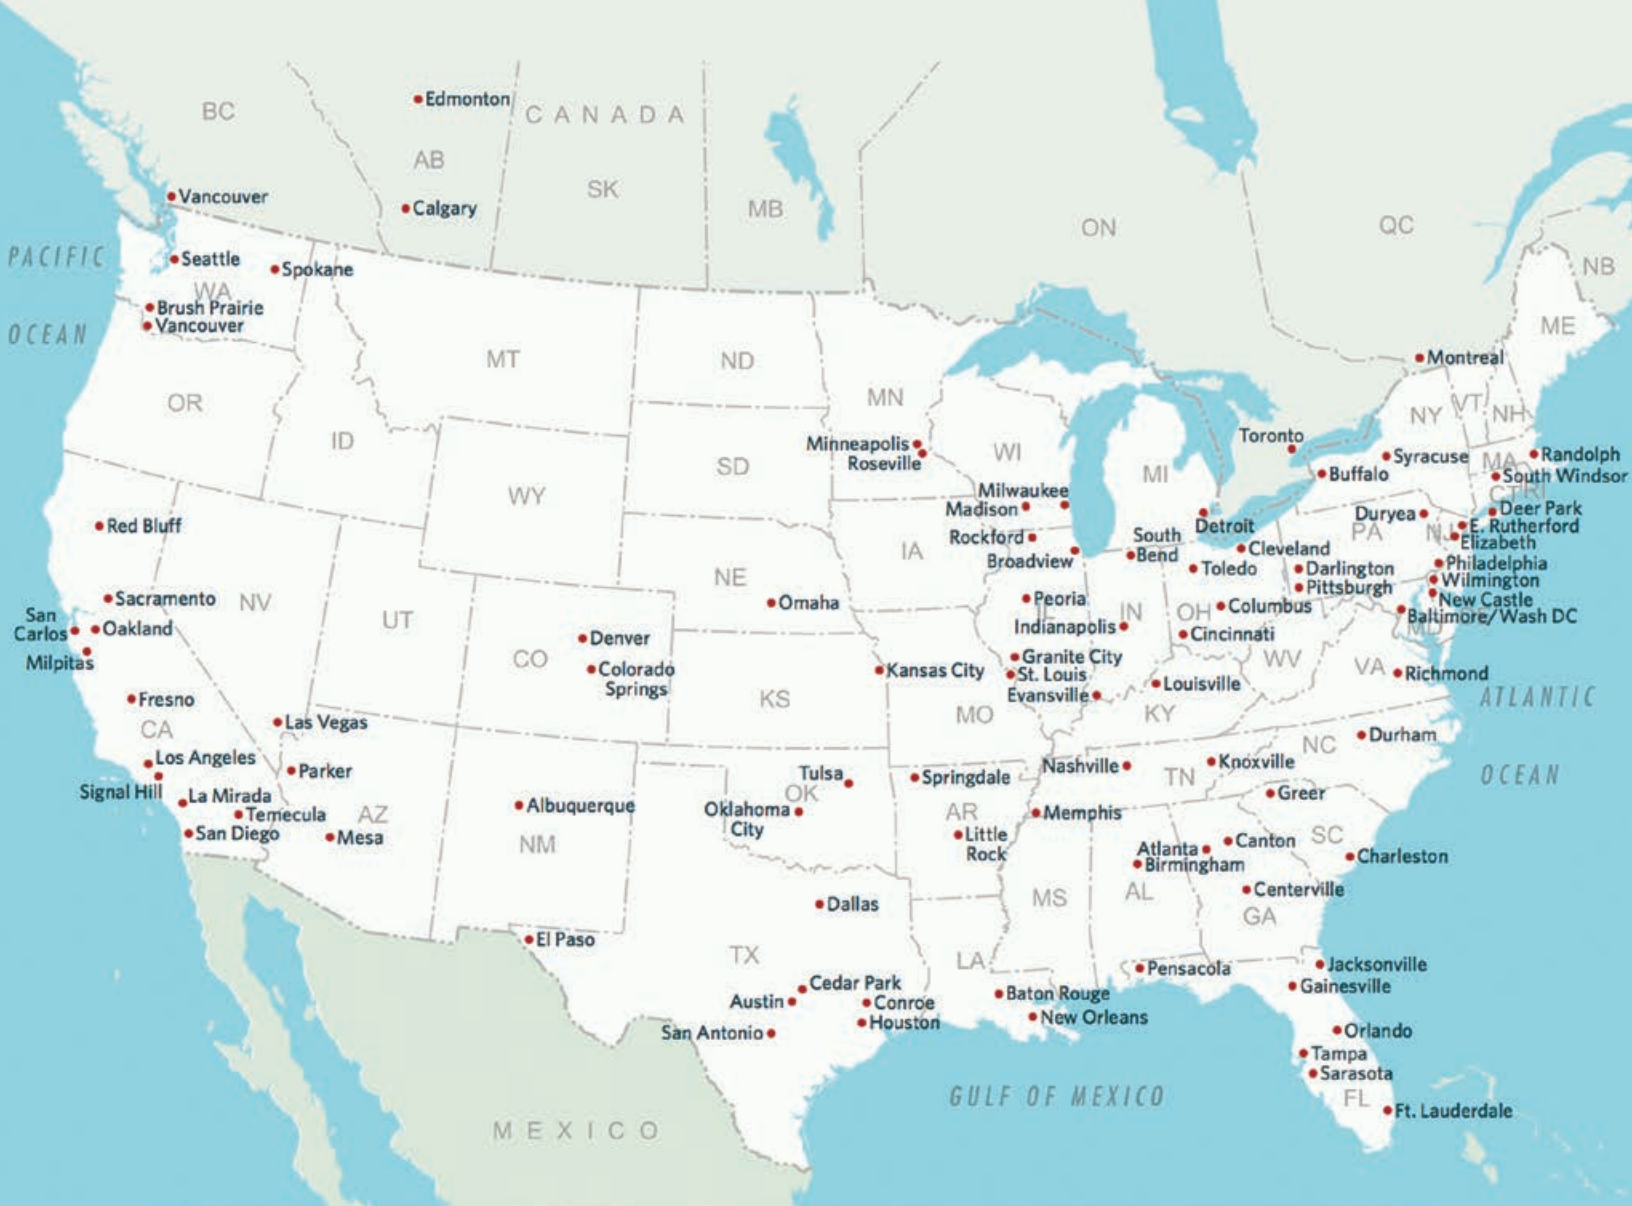 BC
Edmonton
CANADA
AB
SK
Vancouver
Calgary
MB
ON
QC
PACIFIC
Seattle
Spokane
NB
WA
Brush Prairie
Vancouver
OCEAN
ME
MT
ND
Montreal
OR
MN
NY
VT
NH
ID
Minneapolis
Roseville
WI
Toronto
Syracuse
Randolph
MA
SD
MI
Buffalo
South Windsor
WY
Milwaukee
Madison
CT
RI
Deer Park
Red Bluff
Detroit
Duryea
E. Rutherford
PA
NJ
Elizabeth
Rockford
South
Bend
IA
Broadview
Cleveland
Toledo
Darlington
Philadelphia
NE
Pittsburgh
Wilmington
Sacramento
NV
Omaha
Peoria
IL
IN
OH
Columbus
New Castle
Baltimore/Wash DC
MD
San
Carlos
Oakland
UT
Indianapolis
Cincinnati
Denver
Milpitas
CO
Colorado
Springs
Kansas City
Granite City
St. Louis
Evansville
Louisville
WV
VA
Richmond
ATLANTIC
Fresno
KS
MO
KY
CA
Las Vegas
Durham
NC
Los Angeles
Parker
Tulsa
Springdale
Nashville
Knoxville
TN
OCEAN
Signal Hill
La Mirada
OK
Greer
Temecula
AZ
Albuquerque
Oklahoma
City
AR
Memphis
San Diego
Mesa
NM
Little
Rock
SC
Canton
Atlanta
Birmingham
Charleston
MS
AL
Centerville
Dallas
GA
El Paso
TX
LA
Pensacola
Jacksonville
Cedar Park
Gainesville
Austin
Conroe
Baton Rouge
Houston
New Orleans
San Antonio
Orlando
Tampa
Sarasota
GULF OF MEXICO
FL
Ft. Lauderdale
MEXICO